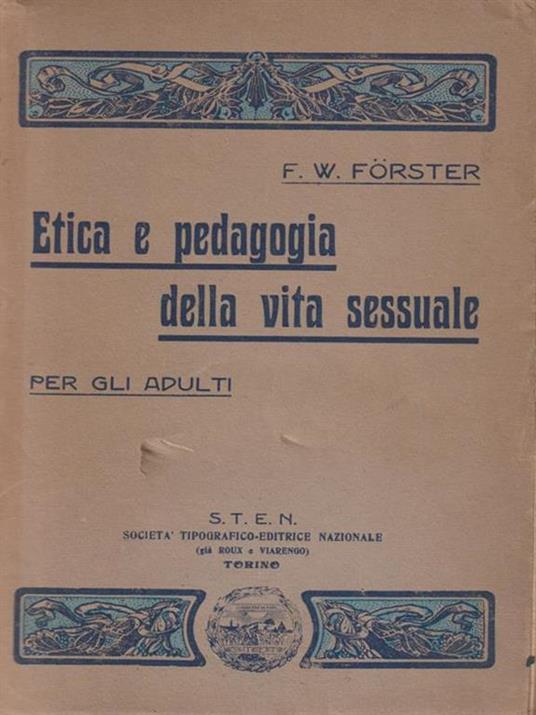 F. W. FÖRSTER
Etica e pedagogia
della vita sessuale
PER GLI ADULTI
S. T. E. N.
SOCIETA' TIPOGRAFICO-EDITRICE NAZIONALE
(già ROUX e VIARENGO)
TORINO